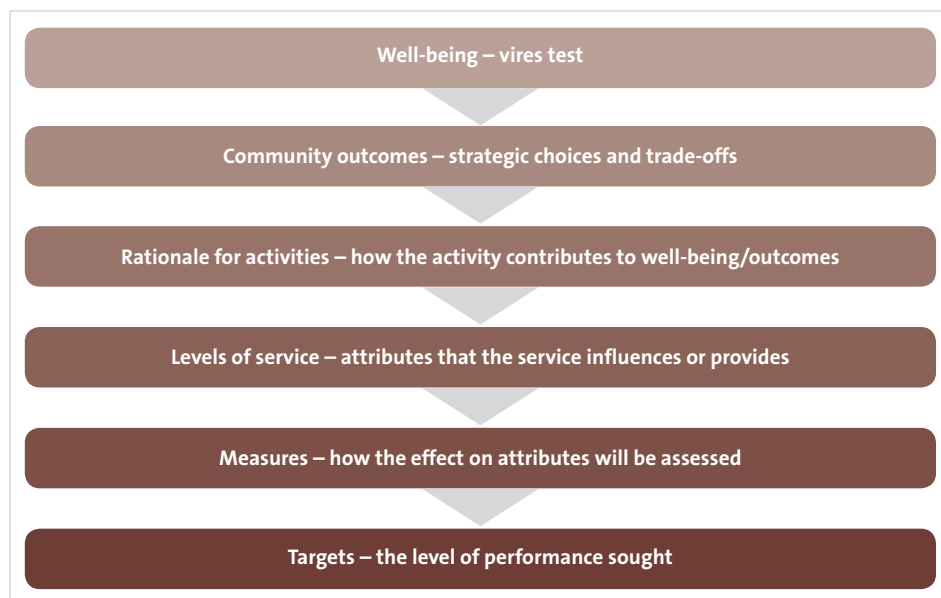 Well-being – vires test
Community outcomes – strategic choices and trade-offs
Rationale for activities – how the activity contributes to well-being/outcomes
Levels of service – attributes that the service influences or provides
Measures – how the effect on attributes will be assessed
Targets – the level of performance sought